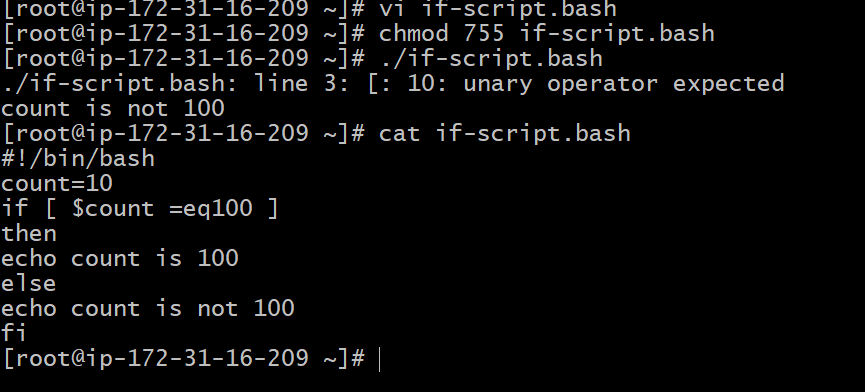 [root@ip-172-31-16-209 ~]# vi if-script.bash
[root@ip-172-31-16-209 ~]# chmod 755 if-script.bash
[root@ip-172-31-16-209 ~]# ./if-script.bash
./if-script.bash: line 3: [: 10: unary operator expected
count is not 100
[root@ip-172-31-16-209 ~]# cat if-script.bash
#!/bin/bash
count=10
if [ $count =eq100 ]
then
echo count is 100
else
echo count is not 100
fi
[root@ip-172-31-16-209 ~]#